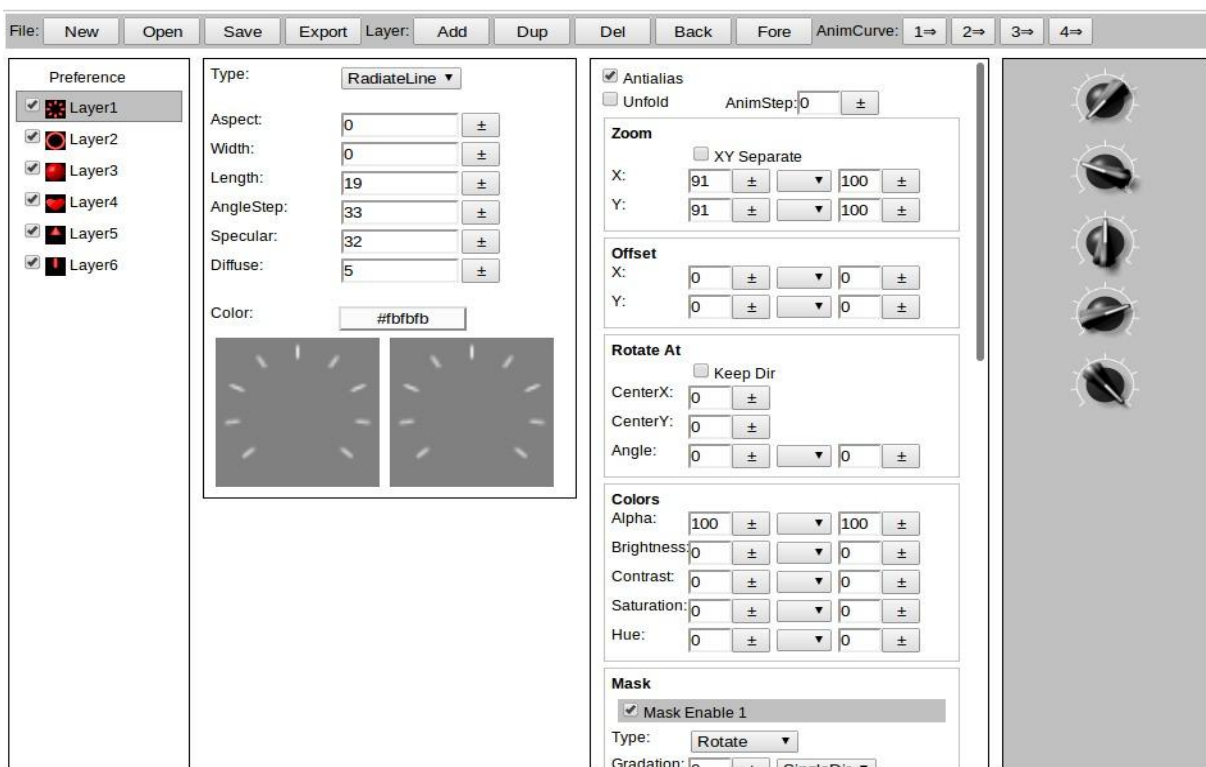 File: New Open Save Export Layer: Add Dup Del Back Fore AnimCurve: 1⇒ 2⇒ 3⇒ 4⇒
Preference
Layer1
Layer2
Layer3
Layer4
Layer5
Layer6
Type: RadiateLine ▼
Aspect: 0 ±
Width: 0 ±
Length: 19 ±
AngleStep: 33 ±
Specular: 32 ±
Diffuse: 5 ±
Color: #fbfbfb
Antialias
Unfold AnimStep: 0 ±
Zoom
XY Separate
X: 91 ± ▼ 100 ±
Y: 91 ± ▼ 100 ±
Offset
X: 0 ± ▼ 0 ±
Y: 0 ± ▼ 0 ±
Rotate At
Keep Dir
CenterX: 0 ±
CenterY: 0 ±
Angle: 0 ± ▼ 0 ±
Colors
Alpha: 100 ± ▼ 100 ±
Brightness: 0 ± ▼ 0 ±
Contrast: 0 ± ▼ 0 ±
Saturation: 0 ± ▼ 0 ±
Hue: 0 ± ▼ 0 ±
Mask
Mask Enable 1
Type: Rotate ▼
Gradation: SingleDir ▼